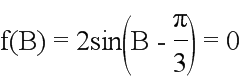 f(B) = 2sin(B - π/3) = 0